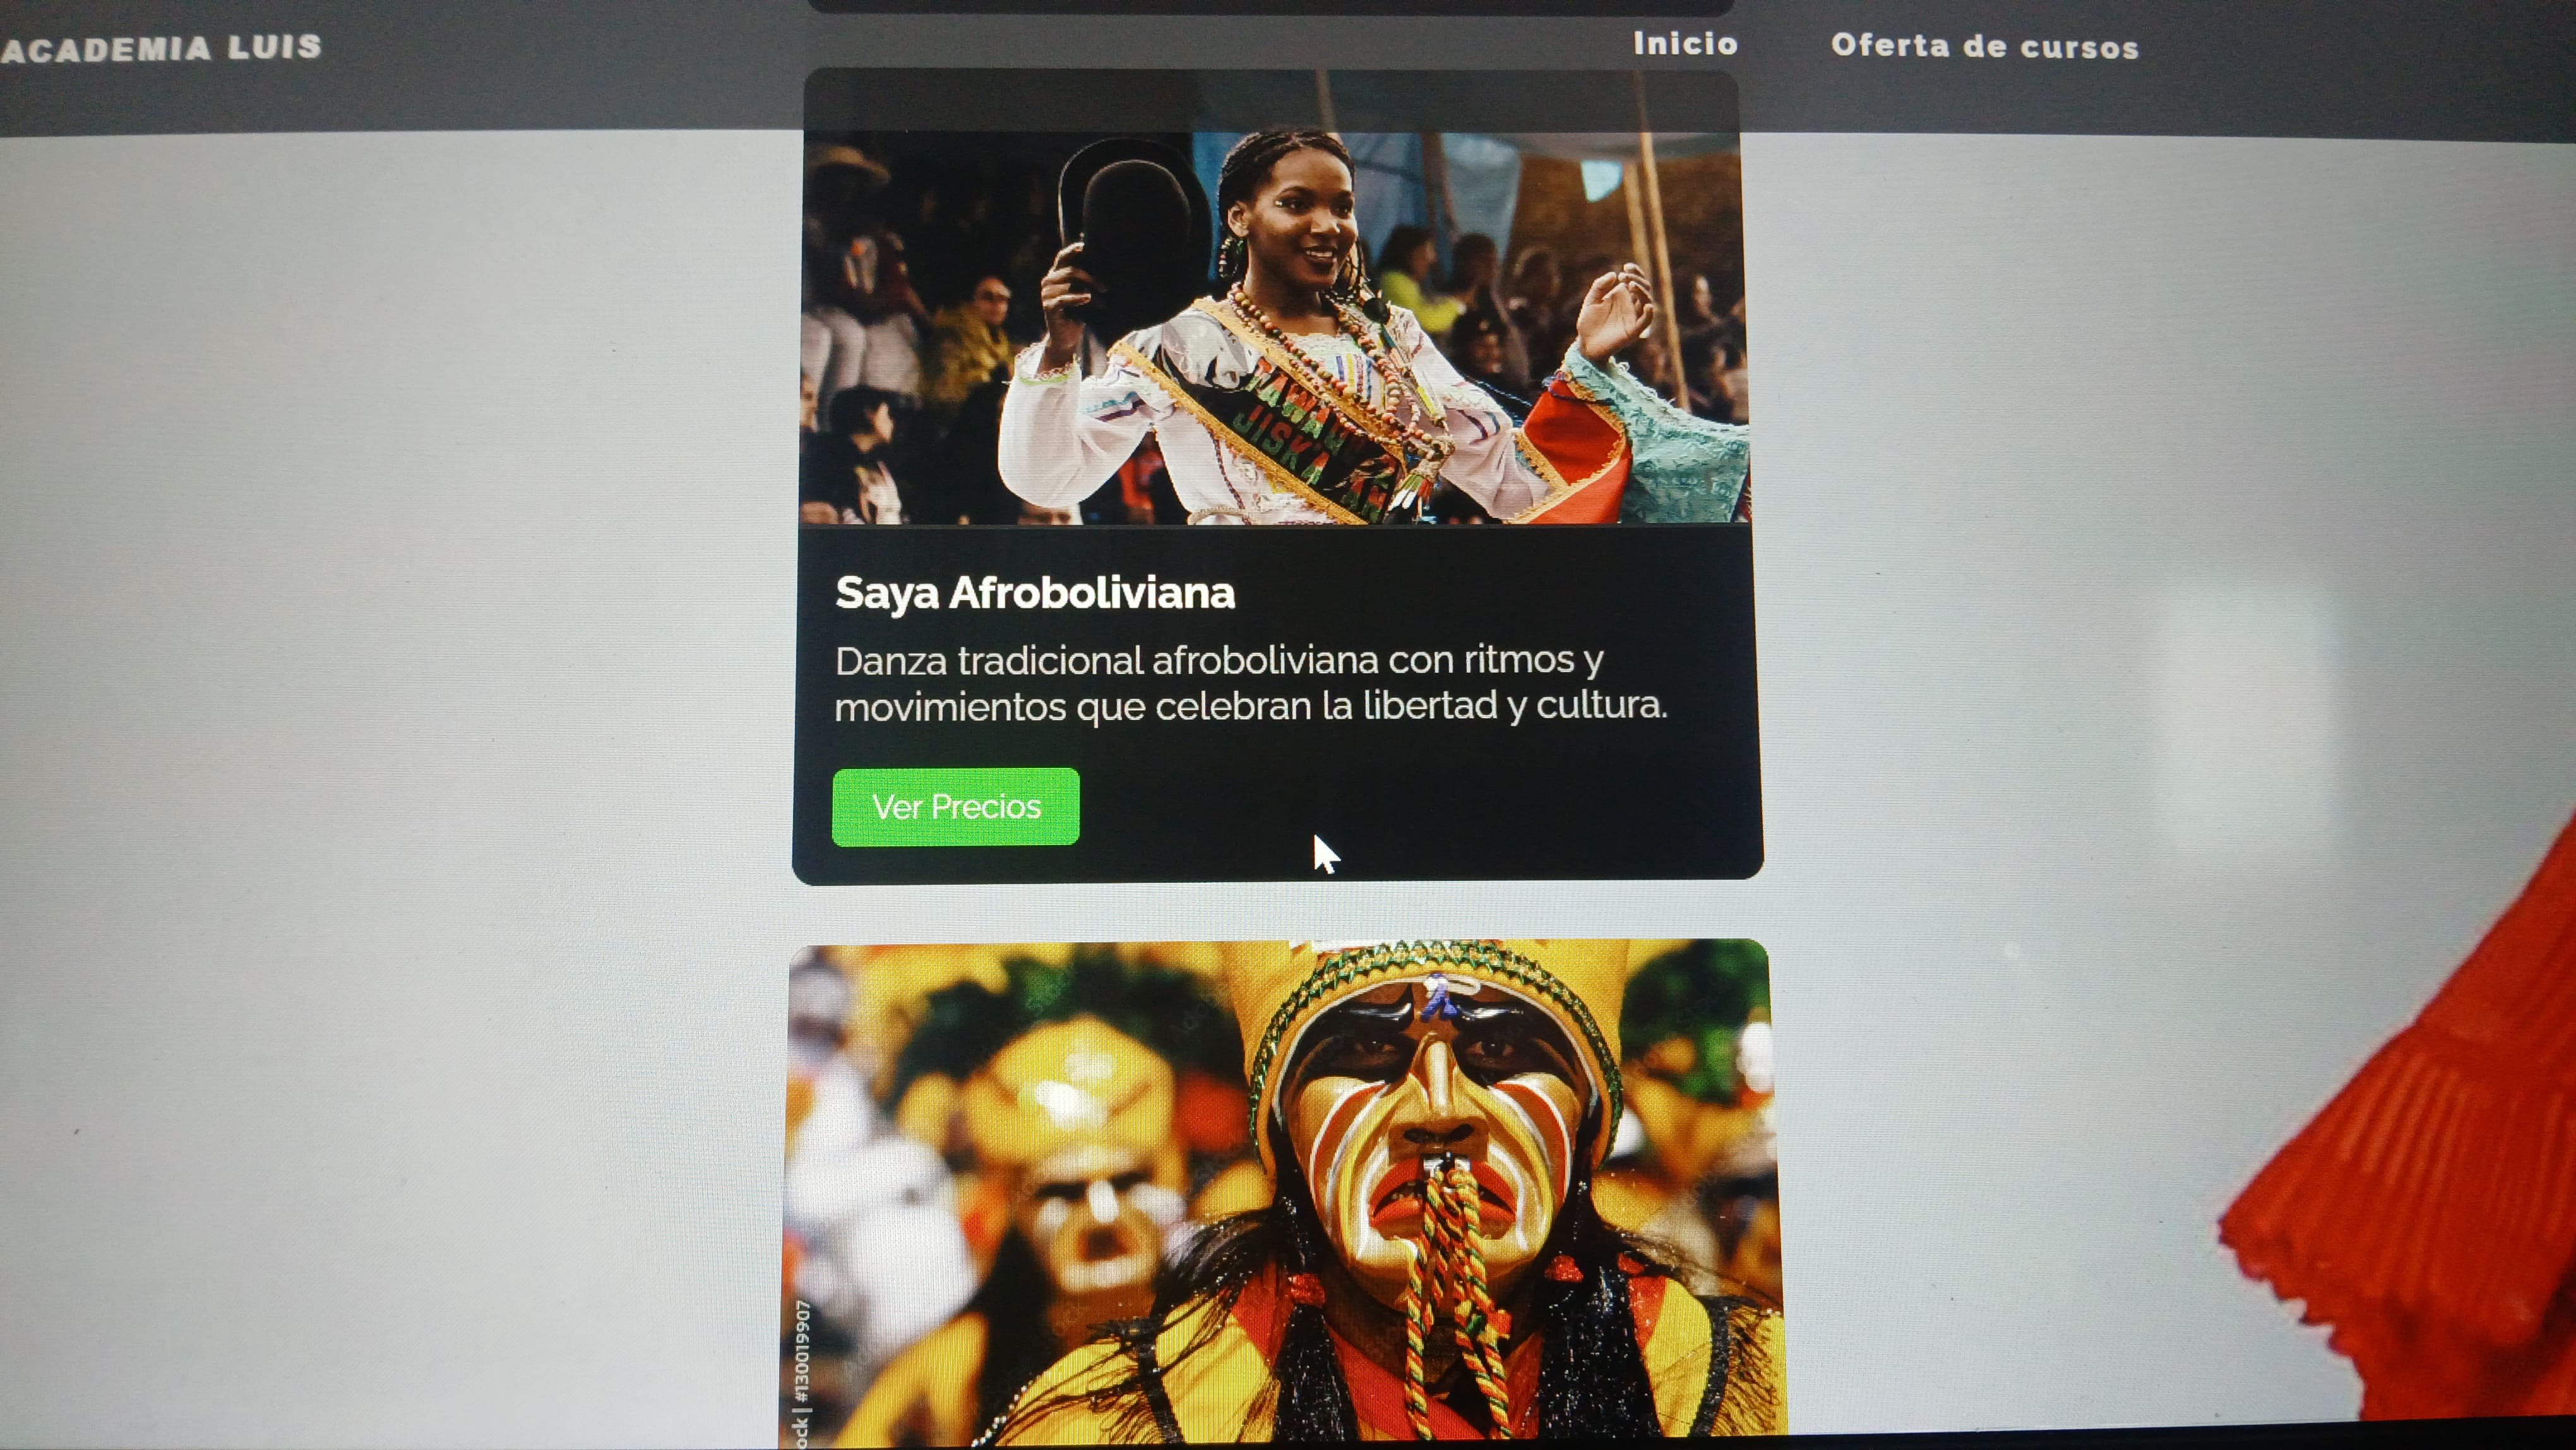 ACADEMIA LUIS
Inicio
Oferta de cursos
JISKA
Saya Afroboliviana
Danza tradicional afroboliviana con ritmos y
movimientos que celebran la libertad y cultura.
Ver Precios
#130019907